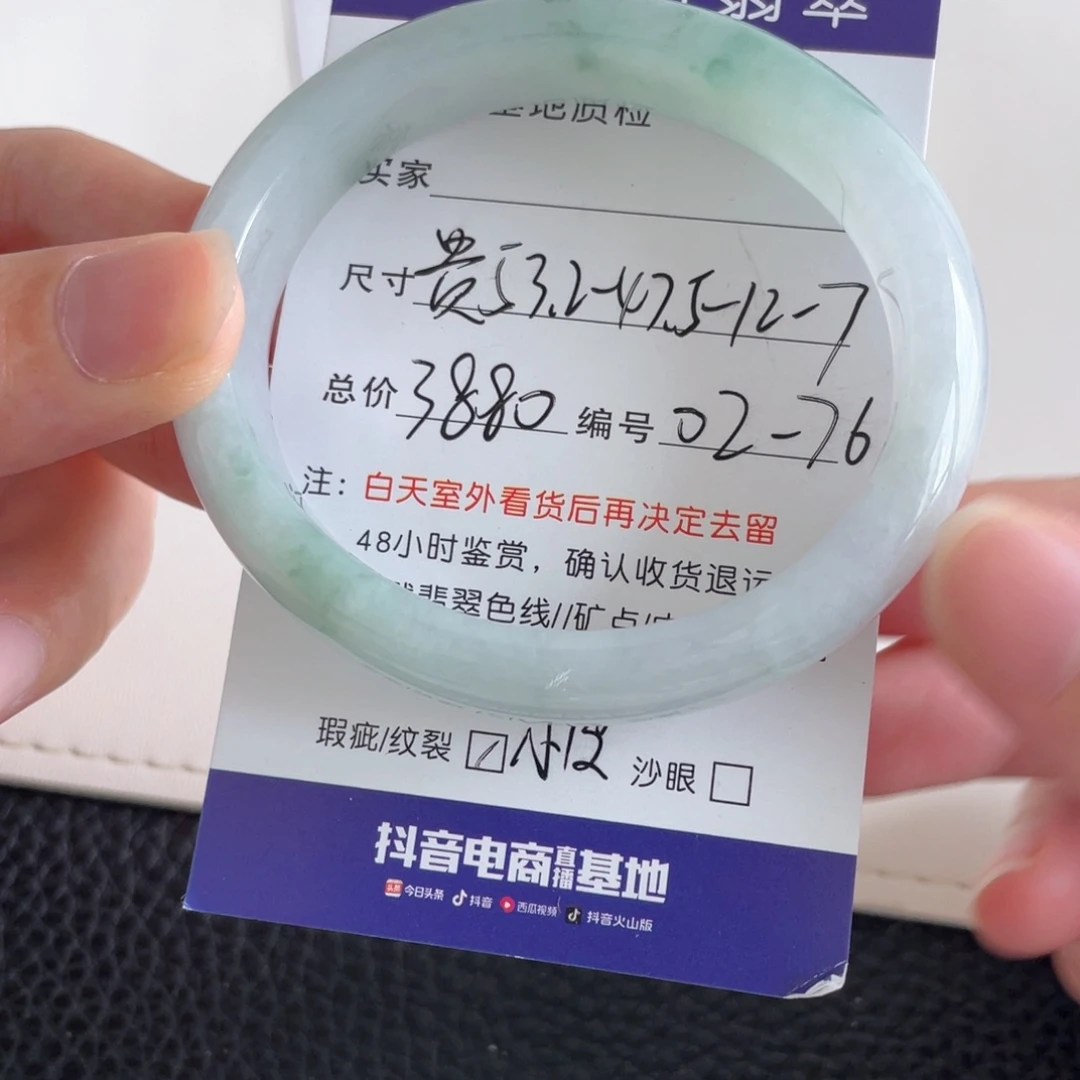 翡翠
基地质检
买家
尺寸 贵53.2-47.5-12-7
总价 3880 编号 02-76
注：白天室外看货后再决定去留
48小时鉴赏，确认收货退运
翡翠色线//矿点/
瑕疵/纹裂 沙眼
抖音电商直播基地
今日头条 抖音 西瓜视频 抖音火山版